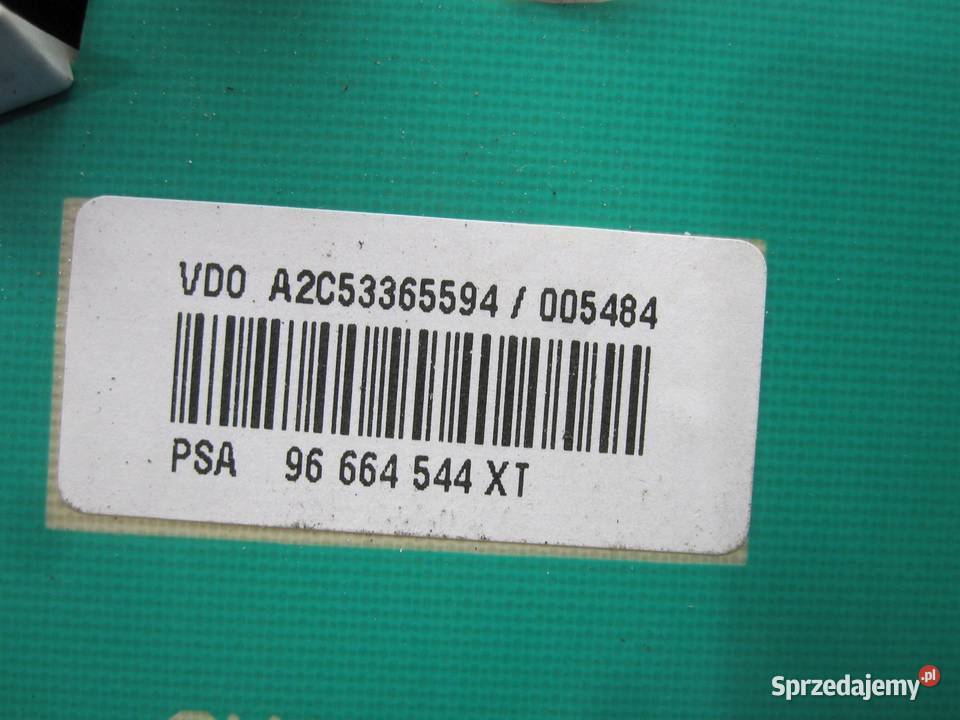 VDO A2C53365594 / 005484
PSA 96 664 544 XT
Sprzedajemy.pl